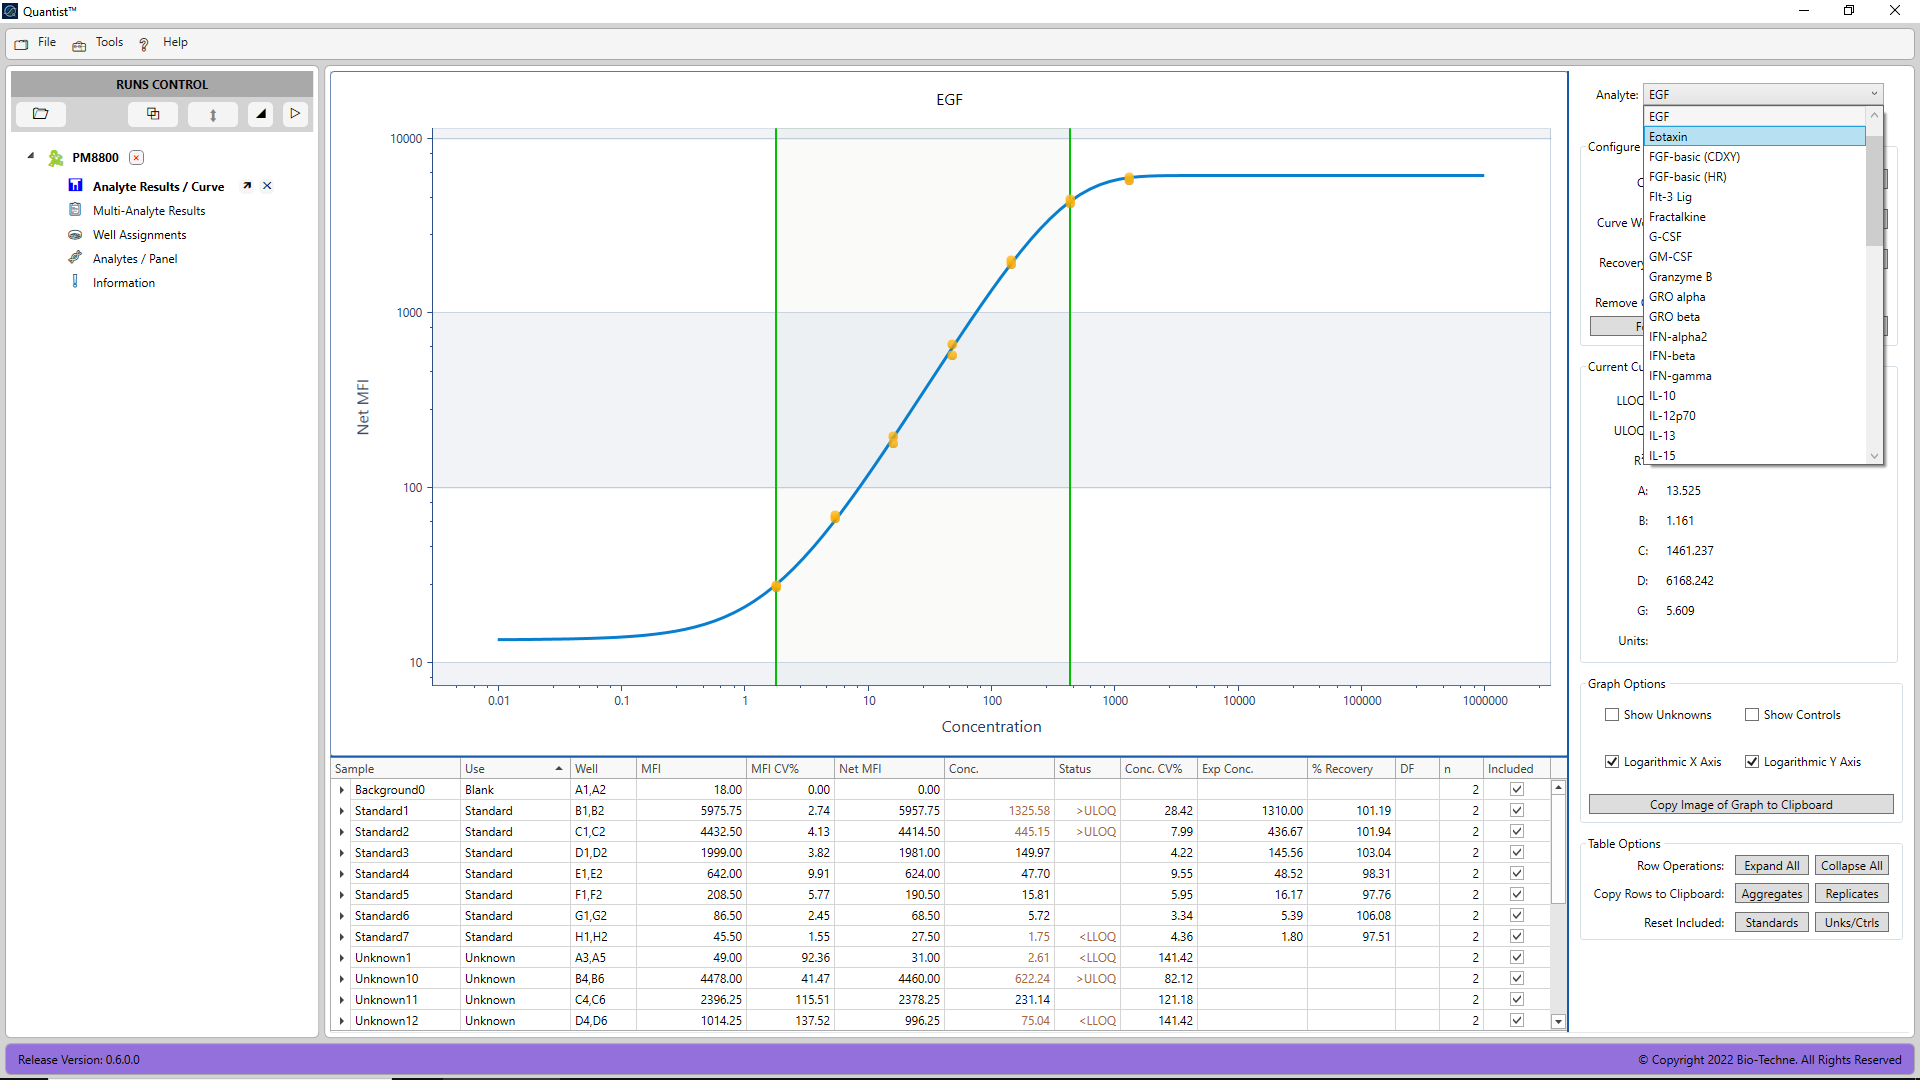 Quantist™
File Tools ? Help
RUNS CONTROL
PM8800
Analyte Results / Curve
Multi-Analyte Results
Well Assignments
Analytes / Panel
Information
EGF
10000
1000
100
10
Net MFI
0.01 0.1 1 10 100 1000 10000 100000 1000000
Concentration
Analyte: EGF
EGF
Eotaxin
FGF-basic (CDXY)
FGF-basic (HR)
Flt-3 Lig
Fractalkine
G-CSF
GM-CSF
Granzyme B
GRO alpha
GRO beta
IFN-alpha2
IFN-beta
IFN-gamma
IL-10
IL-12p70
IL-13
IL-15
Configure
Curve
Recovery
Remove
Current
A: 13.525
B: 1.161
C: 1461.237
D: 6168.242
G: 5.609
Units:
Graph Options
Show Unknowns Show Controls
Logarithmic X Axis Logarithmic Y Axis
Copy Image of Graph to Clipboard
Table Options
Row Operations: Expand All Collapse All
Copy Rows to Clipboard: Aggregates Replicates
Reset Included: Standards Unks/Ctrls
Sample Use Well MFI MFI CV% Net MFI Conc. Status Conc. CV% Exp Conc. % Recovery DF n Included
Background0 Blank A1,A2 18.00 0.00 0.00 2
Standard1 Standard B1,B2 5975.75 2.74 5957.75 1325.58 >ULOQ 28.42 1310.00 101.19 2
Standard2 Standard C1,C2 4432.50 4.13 4414.50 445.15 >ULOQ 7.99 436.67 101.94 2
Standard3 Standard D1,D2 1999.00 3.82 1981.00 149.97 4.22 145.56 103.04 2
Standard4 Standard E1,E2 642.00 9.91 624.00 47.70 9.55 48.52 98.31 2
Standard5 Standard F1,F2 208.50 5.77 190.50 15.81 5.95 16.17 97.76 2
Standard6 Standard G1,G2 86.50 2.45 68.50 5.72 3.34 5.39 106.08 2
Standard7 Standard H1,H2 45.50 1.55 27.50 1.75 <LLOQ 4.36 1.80 97.51 2
Unknown1 Unknown A3,A5 49.00 92.36 31.00 2.61 <LLOQ 141.42 2
Unknown10 Unknown B4,B6 4478.00 41.47 4460.00 622.24 >ULOQ 82.12 2
Unknown11 Unknown C4,C6 2396.25 115.51 2378.25 231.14 121.18 2
Unknown12 Unknown D4,D6 1014.25 137.52 996.25 75.04 <LLOQ 141.42 2
Release Version: 0.6.0.0
© Copyright 2022 Bio-Techne. All Rights Reserved